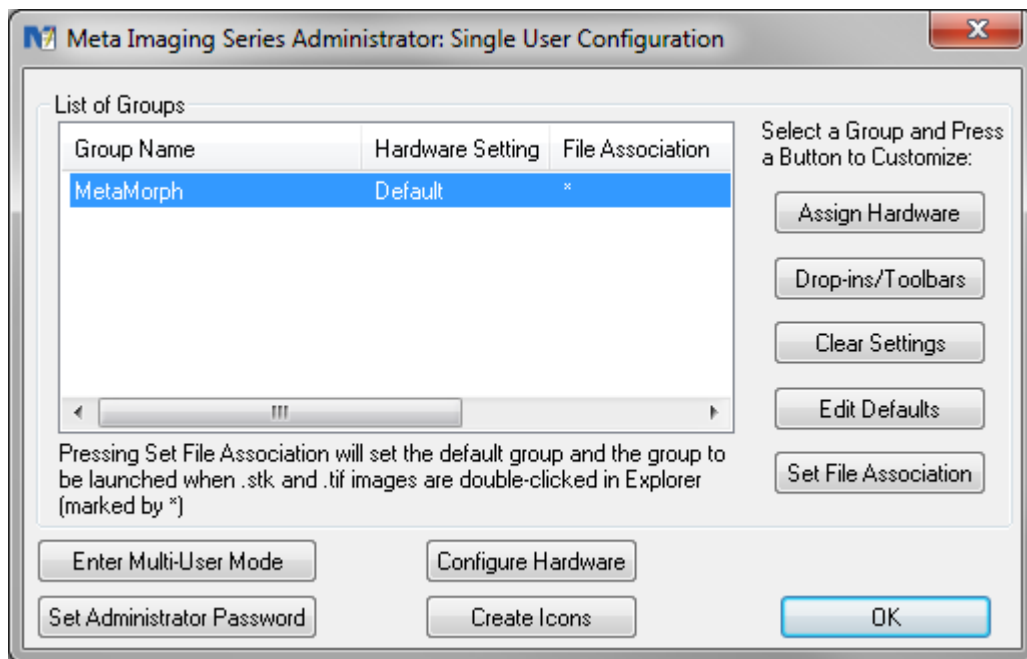 Meta Imaging Series Administrator: Single User Configuration
List of Groups
Group Name Hardware Setting File Association
MetaMorph Default *
Select a Group and Press
a Button to Customize:
Assign Hardware
Drop-ins/Toolbars
Clear Settings
Edit Defaults
Set File Association
Pressing Set File Association will set the default group and the group to
be launched when .stk and .tif images are double-clicked in Explorer
(marked by *)
Enter Multi-User Mode Configure Hardware
Set Administrator Password Create Icons OK